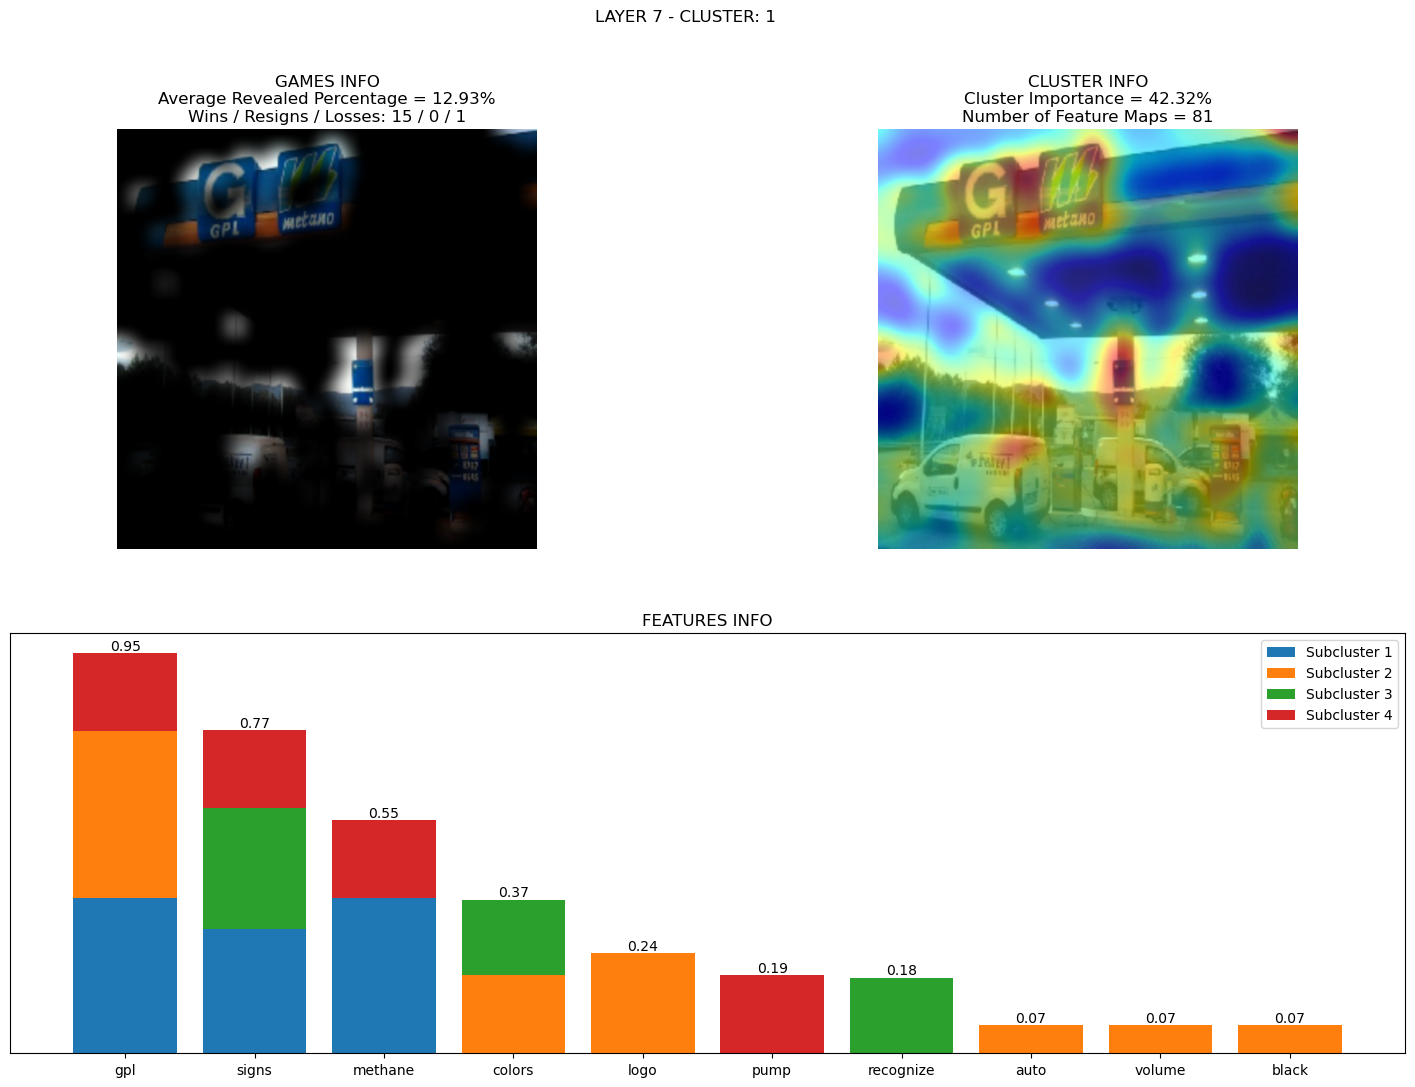 LAYER 7 - CLUSTER: 1
GAMES INFO
Average Revealed Percentage = 12.93%
Wins / Resigns / Losses: 15 / 0 / 1
G
GPL
metano
CLUSTER INFO
Cluster Importance = 42.32%
Number of Feature Maps = 81
G
GPL
metano
FEATURES INFO
0.95
0.77
0.55
0.37
0.24
0.19
0.18
0.07
0.07
0.07
Subcluster 1
Subcluster 2
Subcluster 3
Subcluster 4
gpl
signs
methane
colors
logo
pump
recognize
auto
volume
black